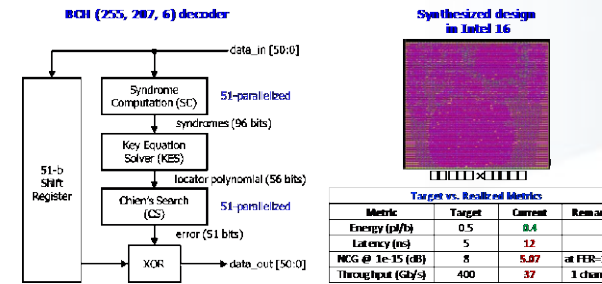 BCH (255, 207, 6) decoder
data_in [50:0]
Syndrome
Computation (SC)
51-parallelized
syndromes (96 bits)
Key Equation
Solver (KES)
locator polynomial (56 bits)
51-b
Shift
Register
Chien's Search
(CS)
51-parallelized
error (51 bits)
XOR
data_out [50:0]
Synthesized design
in Intel 16
Target vs. Realized Metrics
Metric Target Current Remar
Energy (pJ/b) 0.5 0.4
Latency (ns) 5 12
NCG @ 1e-15 (dB) 8 5.07 at FER=
Throughput (Gb/s) 400 37 1 chan